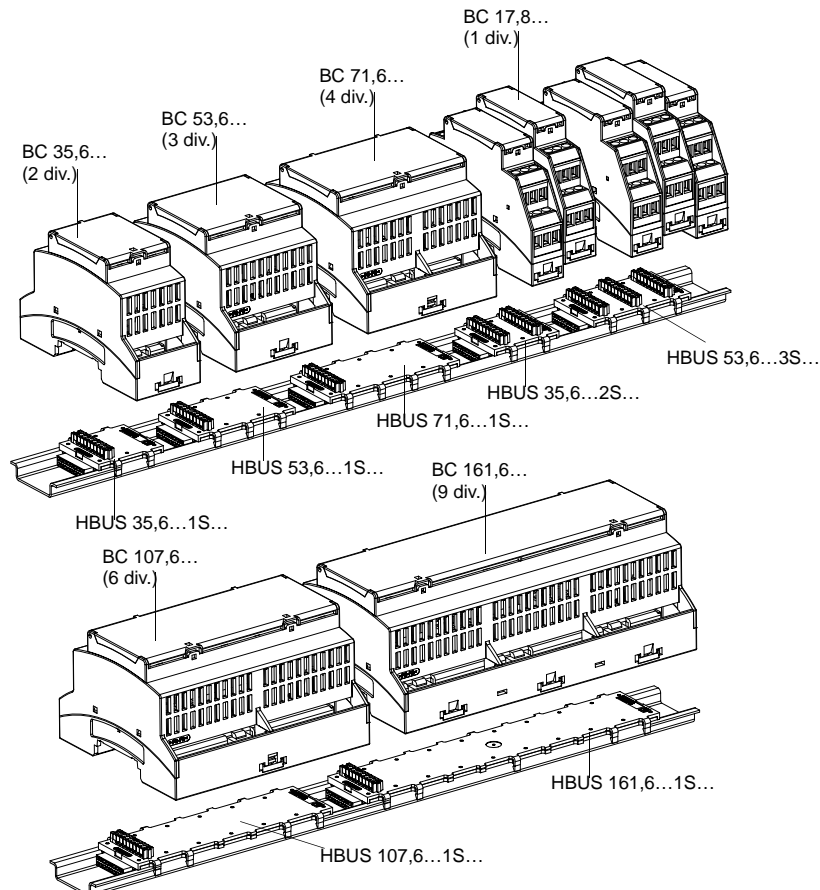 BC 17,8…
(1 div.)
BC 71,6…
(4 div.)
BC 53,6…
(3 div.)
BC 35,6…
(2 div.)
HBUS 53,6…3S…
HBUS 35,6…2S…
HBUS 71,6…1S…
HBUS 53,6…1S…
HBUS 35,6…1S…
BC 161,6…
(9 div.)
BC 107,6…
(6 div.)
HBUS 161,6…1S…
HBUS 107,6…1S…